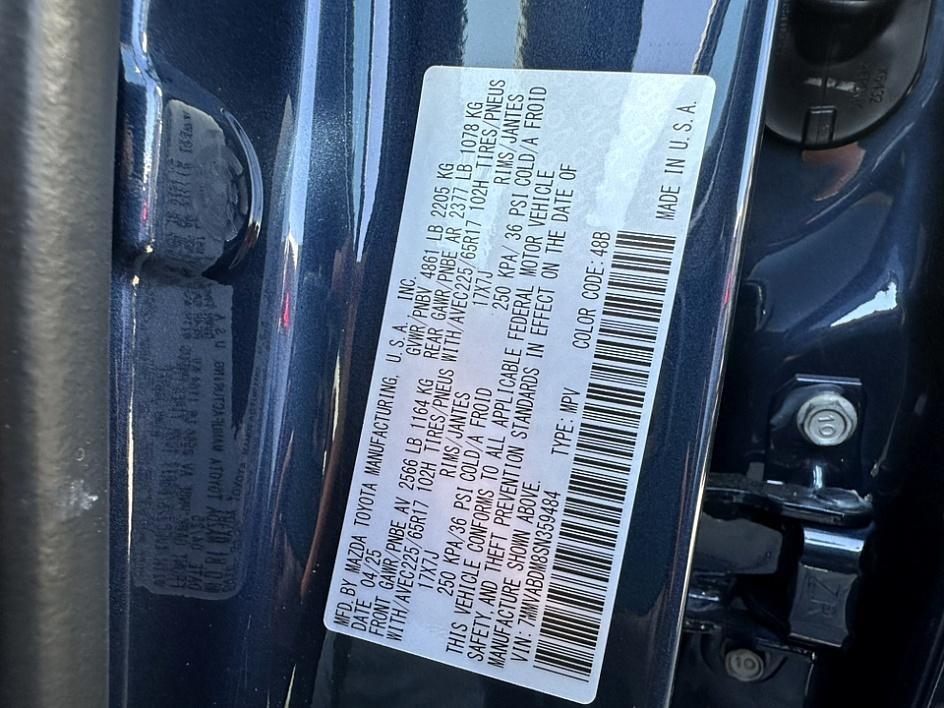 MFD. BY MAZDA TOYOTA MANUFACTURING, U.S.A., INC.
DATE 04/25 GVWR/PNBV 4861 LB 2205 KG
FRONT GAWR/PNBE AV 2566 LB 1164 KG REAR GAWR/PNBE AR 2377 LB 1078 KG
WITH/AVEC225/65R17 102H TIRES/PNEUS WITH/AVEC225/65R17 102H TIRES/PNEUS
17X7J RIMS/JANTES 17X7J RIMS/JANTES
250 KPA/36 PSI COLD/A FROID 250 KPA/36 PSI COLD/A FROID
THIS VEHICLE CONFORMS TO ALL APPLICABLE FEDERAL MOTOR VEHICLE
SAFETY, AND THEFT PREVENTION STANDARDS IN EFFECT ON THE DATE OF
MANUFACTURE SHOWN ABOVE.
VIN: 7MMVABDM8SN359484 TYPE: MPV COLOR CODE: 48B
MADE IN U.S.A.
10
10
ZR